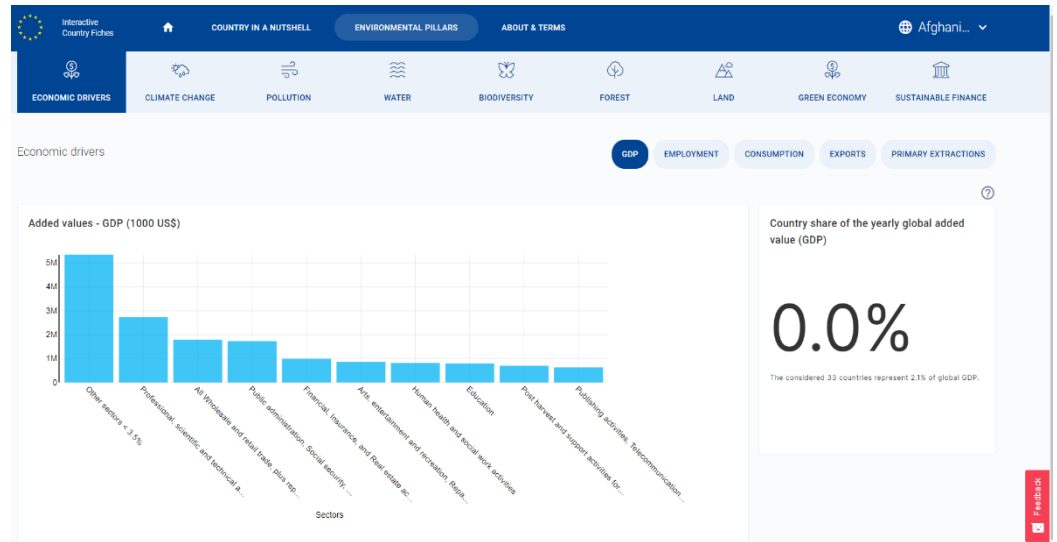 Interactive
Country Fiches
COUNTRY IN A NUTSHELL
ENVIRONMENTAL PILLARS
ABOUT & TERMS
Afghani...
ECONOMIC DRIVERS
CLIMATE CHANGE
POLLUTION
WATER
BIODIVERSITY
FOREST
LAND
GREEN ECONOMY
SUSTAINABLE FINANCE
Economic drivers
GDP
EMPLOYMENT
CONSUMPTION
EXPORTS
PRIMARY EXTRACTIONS
Added values - GDP (1000 US$)
5M
4M
3M
2M
1M
0
Other sectors < 3.5%
Professional, scientific and technical a...
All Wholesale and retail trade, plus rep...
Public administration, Social security, ...
Financial, Insurance, and Real estate ac...
Arts, entertainment and recreation, Repa...
Human health and social work activities
Education
Post harvest and support activities for...
Publishing activities, Telecommunication...
Sectors
Country share of the yearly global added
value (GDP)
0.0%
The considered 33 countries represent 2.1% of global GDP.
Feedback